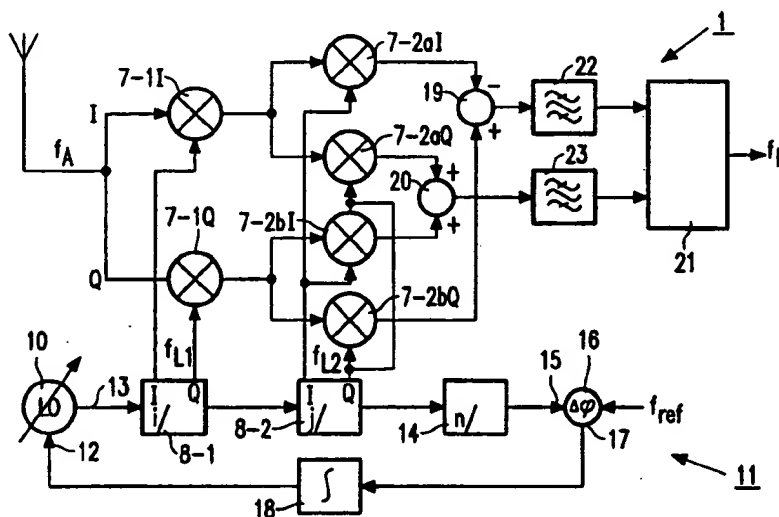 1
7-2aI
7-1I
22
I
19
-
+
7-2aQ
f_A
23
20
+
+
f_I
7-1Q
7-2bI
21
Q
7-2bQ
10
f_L1
f_L2
16
13
I
Q
I
Q
15
LO
i/
j/
n/
Δφ
f_ref
12
8-1
8-2
14
17
11
18
∫